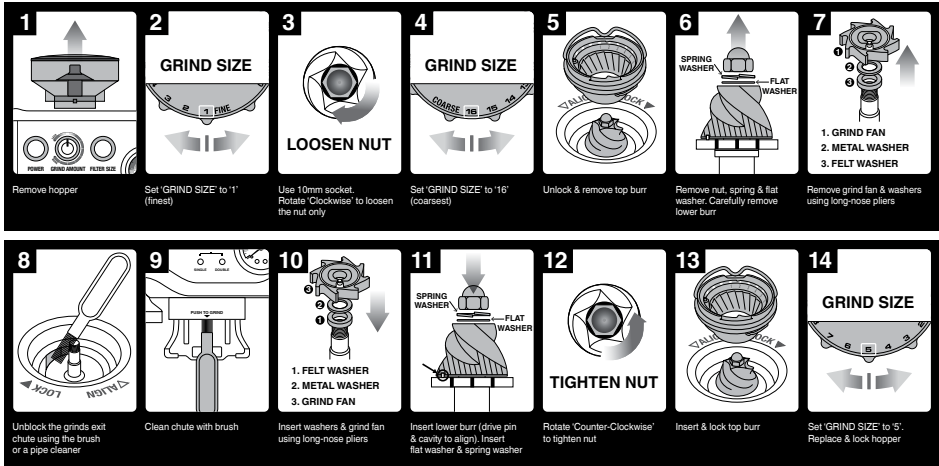 1
POWER
GRIND AMOUNT
FILTER SIZE
Remove hopper
2
GRIND SIZE
3 2 1 FINE
Set 'GRIND SIZE' to '1'
(finest)
3
LOOSEN NUT
Use 10mm socket.
Rotate 'Clockwise' to loosen
the nut only
4
GRIND SIZE
COARSE 16 15 14
Set 'GRIND SIZE' to '16'
(coarsest)
5
Unlock & remove top burr
6
SPRING
WASHER
FLAT
WASHER
Remove nut, spring & flat
washer. Carefully remove
lower burr
7
1
2
3
1. GRIND FAN
2. METAL WASHER
3. FELT WASHER
Remove grind fan & washers
using long-nose pliers
8
LOCK
ALIGN
Unblock the grinds exit
chute using the brush
or a pipe cleaner
9
SINGLE
DOUBLE
PUSH TO GRIND
Clean chute with brush
10
3
2
1
1. FELT WASHER
2. METAL WASHER
3. GRIND FAN
Insert washers & grind fan
using long-nose pliers
11
SPRING
WASHER
FLAT
WASHER
Insert lower burr (drive pin
& cavity to align). Insert
flat washer & spring washer
12
TIGHTEN NUT
Rotate 'Counter-Clockwise'
to tighten nut
13
Insert & lock top burr
14
GRIND SIZE
7 6 5 4 3
Set 'GRIND SIZE' to '5'.
Replace & lock hopper